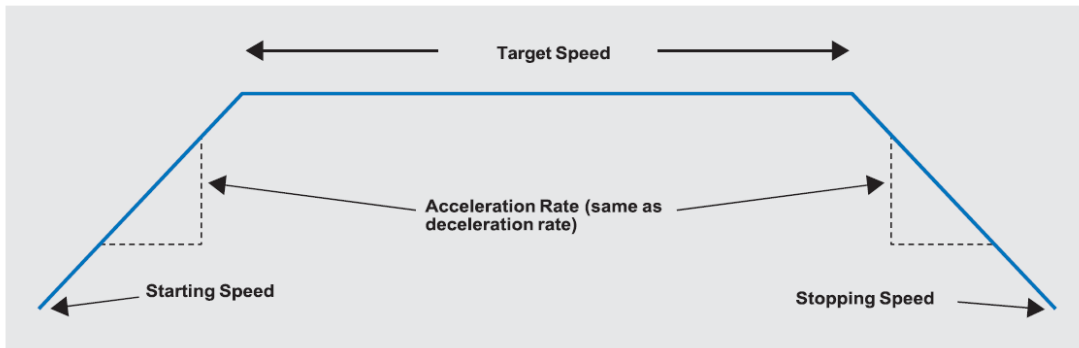 Target Speed
Acceleration Rate (same as
deceleration rate)
Starting Speed
Stopping Speed